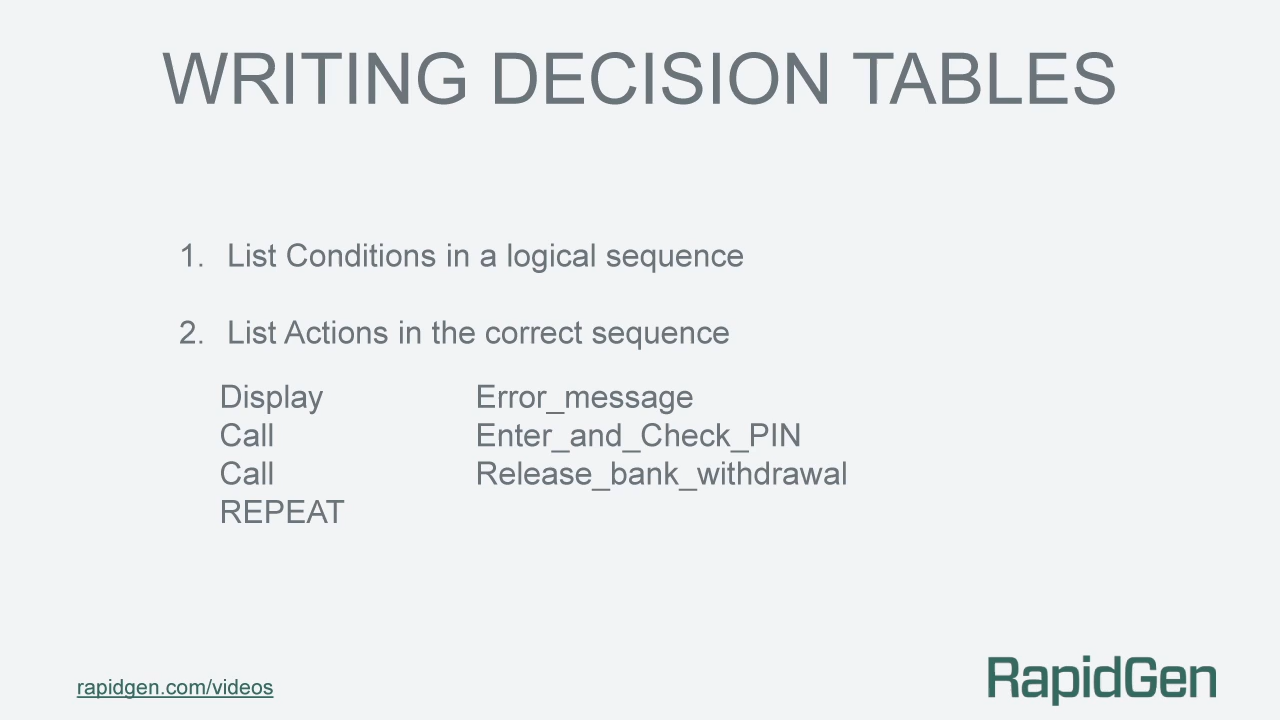 WRITING DECISION TABLES
1. List Conditions in a logical sequence
2. List Actions in the correct sequence
Display Error_message
Call Enter_and_Check_PIN
Call Release_bank_withdrawal
REPEAT
rapidgen.com/videos
RapidGen